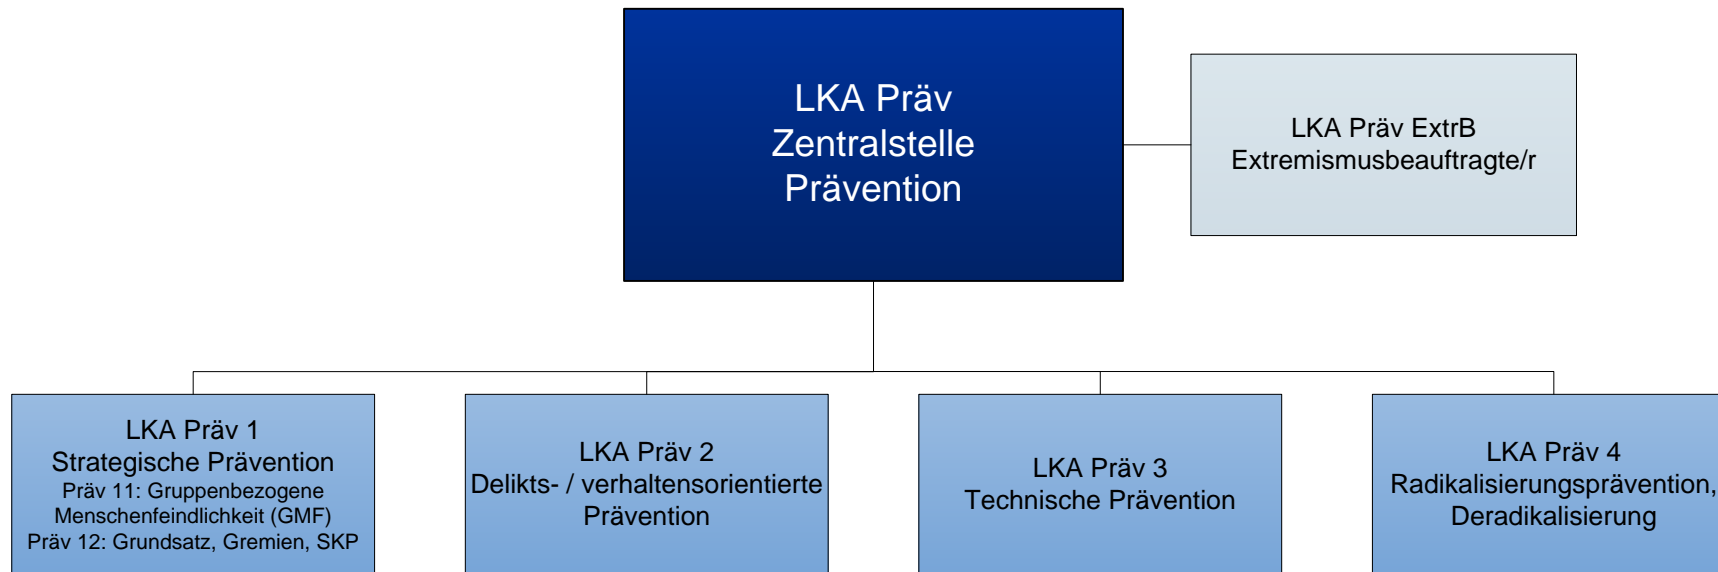 LKA Präv
Zentralstelle
Prävention
LKA Präv ExtrB
Extremismusbeauftragte/r
LKA Präv 1
Strategische Prävention
Präv 11: Gruppenbezogene
Menschenfeindlichkeit (GMF)
Präv 12: Grundsatz, Gremien, SKP
LKA Präv 2
Delikts- / verhaltensorientierte
Prävention
LKA Präv 3
Technische Prävention
LKA Präv 4
Radikalisierungsprävention,
Deradikalisierung